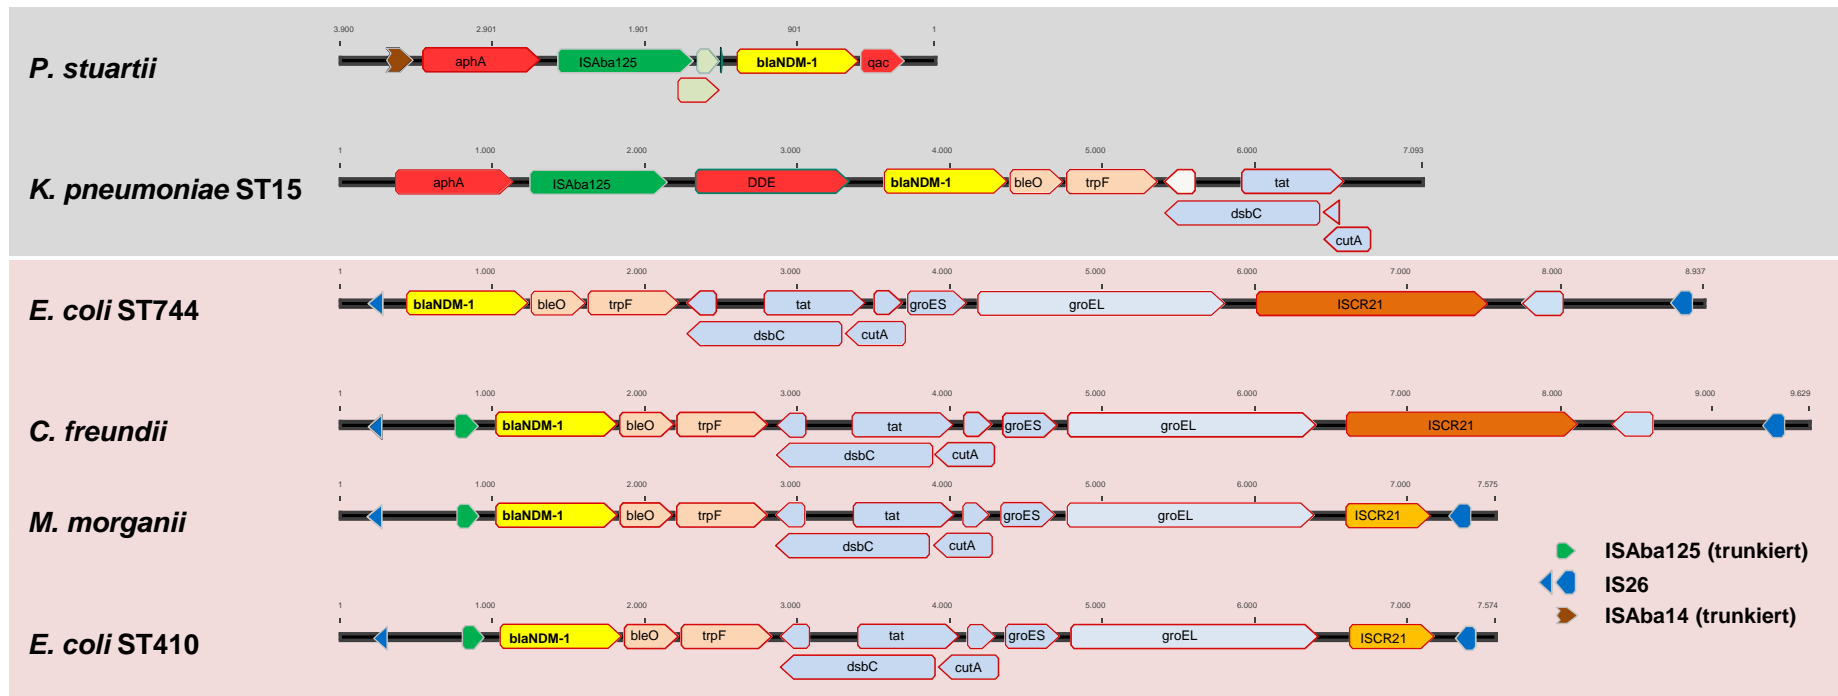 3.900 2.901 1.901 901 1
P. stuartii aphA ISAba125 blaNDM-1 qac
1 1.000 2.000 3.000 4.000 5.000 6.000 7.093
K. pneumoniae ST15 aphA ISAba125 DDE blaNDM-1 bleO trpF tat
dsbC
cutA
1 1.000 2.000 3.000 4.000 5.000 6.000 7.000 8.000 8.937
E. coli ST744 blaNDM-1 bleO trpF tat groES groEL ISCR21
dsbC cutA
1 1.000 2.000 3.000 4.000 5.000 6.000 7.000 8.000 9.000 9.629
C. freundii blaNDM-1 bleO trpF tat groES groEL ISCR21
dsbC cutA
1 1.000 2.000 3.000 4.000 5.000 6.000 7.000 7.575
M. morganii blaNDM-1 bleO trpF tat groES groEL ISCR21
dsbC cutA
ISAba125 (trunkiert)
IS26
ISAba14 (trunkiert)
1 1.000 2.000 3.000 4.000 5.000 6.000 7.000 7.574
E. coli ST410 blaNDM-1 bleO trpF tat groES groEL ISCR21
dsbC cutA